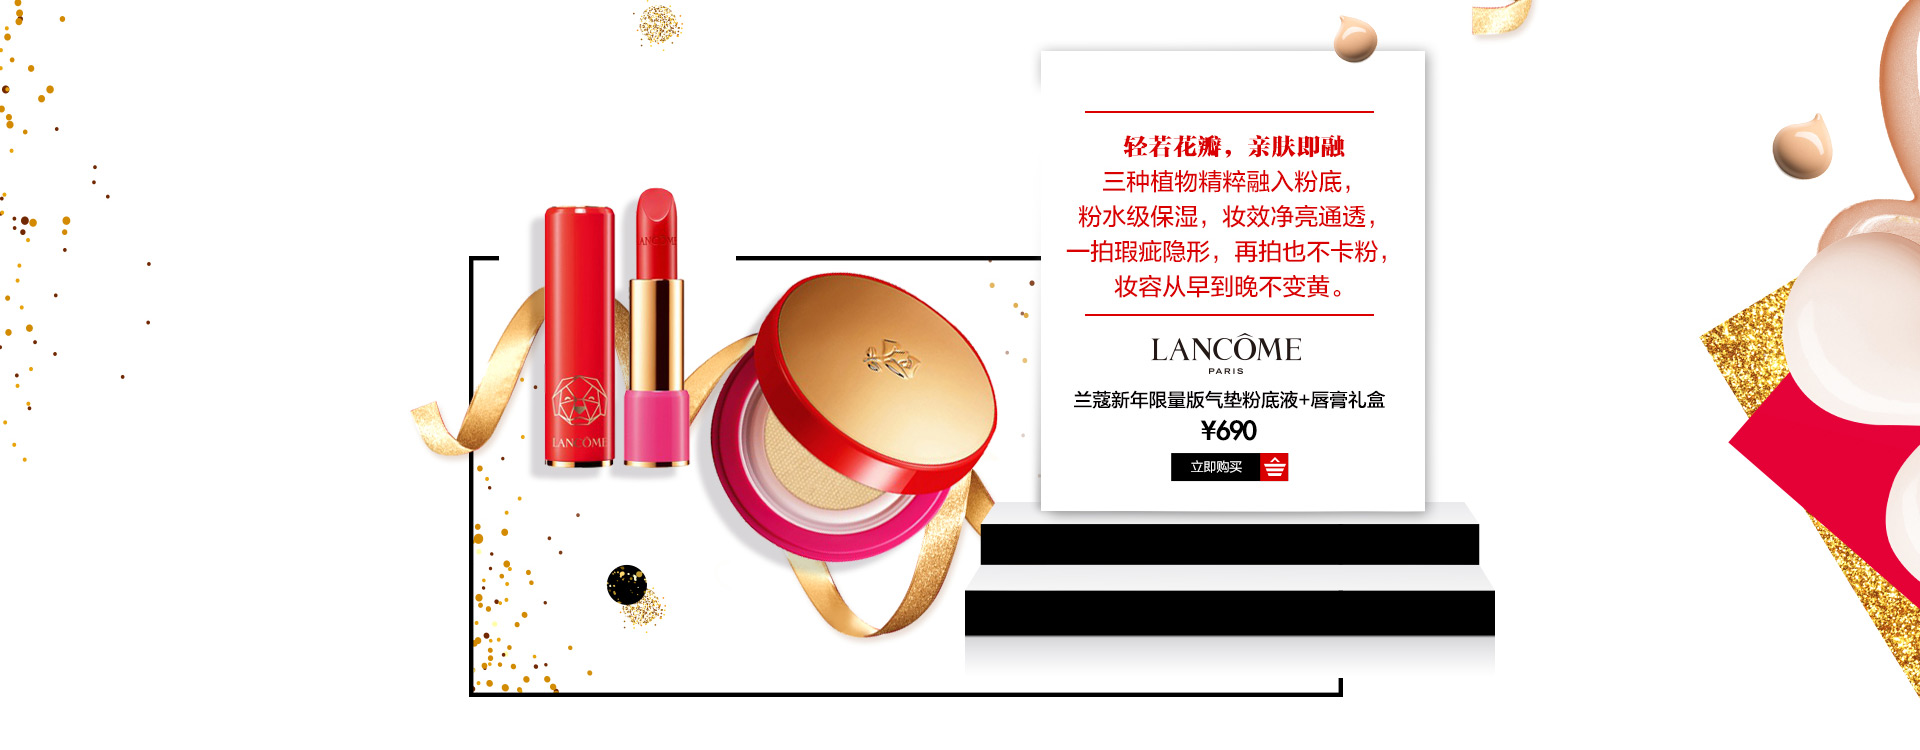 轻若花瓣，亲肤即融
三种植物精粹融入粉底，
粉水级保湿，妆效净亮通透，
一拍瑕疵隐形，再拍也不卡粉，
妆容从早到晚不变黄。
LANCÔME
PARIS
兰蔻新年限量版气垫粉底液+唇膏礼盒
¥690
立即购买
LANCÔME
LANCÔME